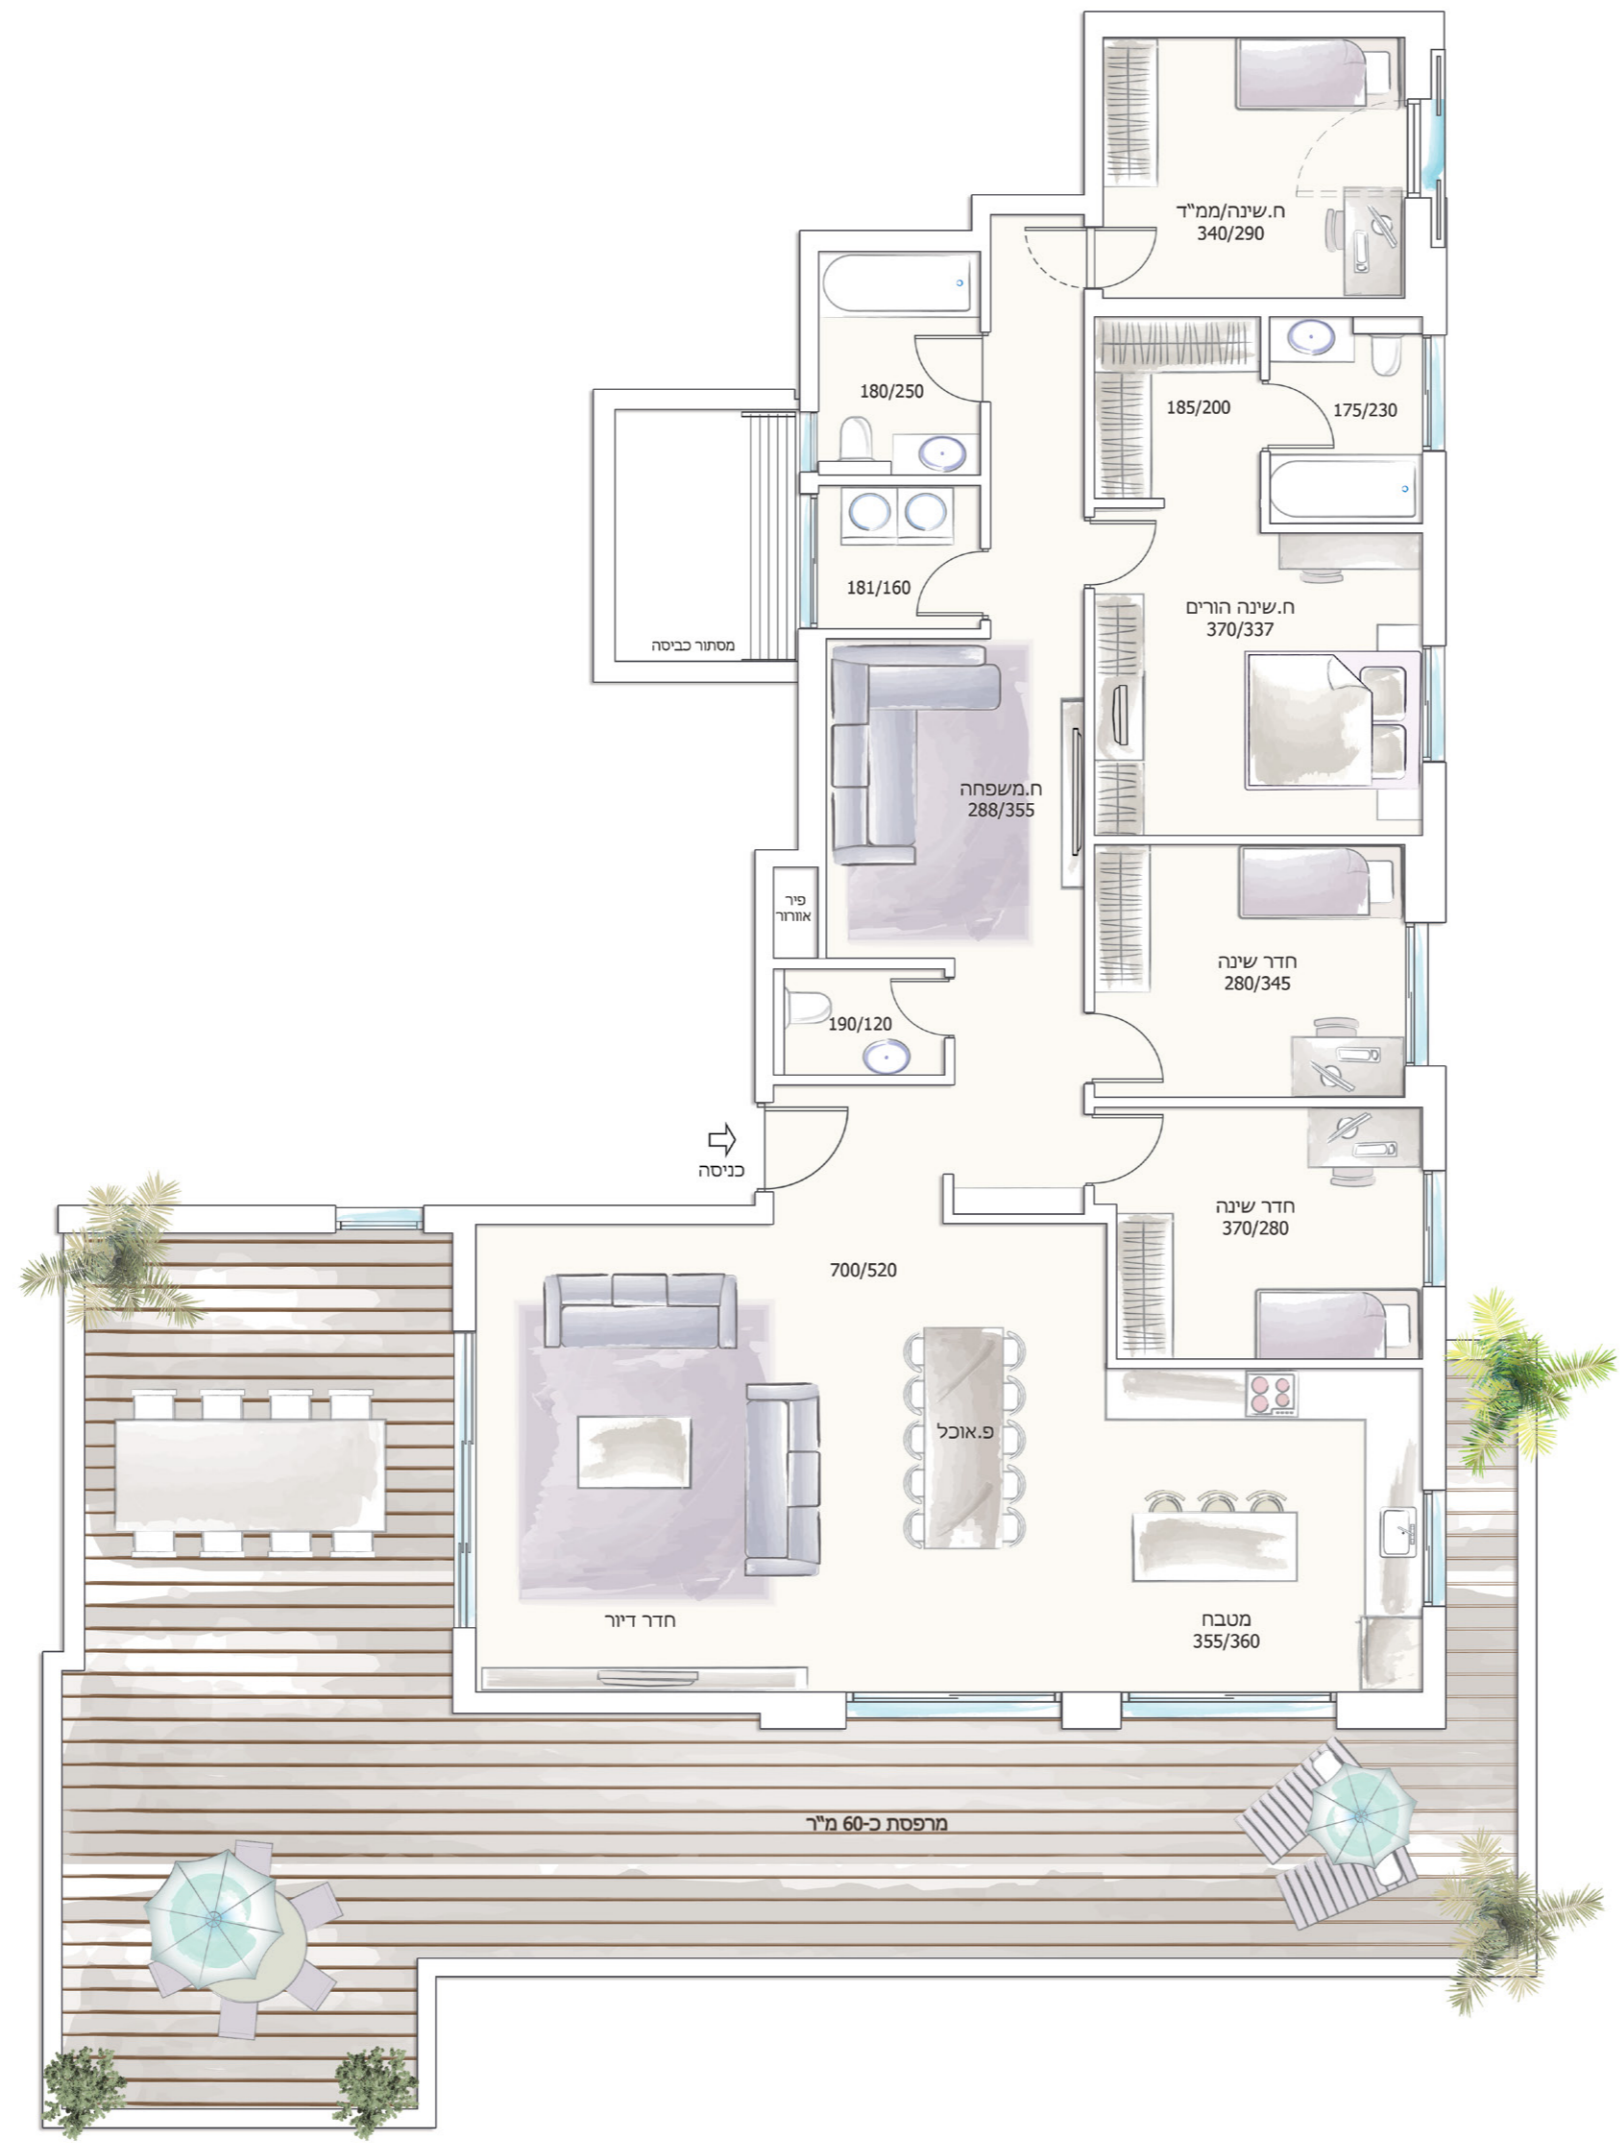 ח.שינה/ממ"ד
340/290
180/250
185/200
175/230
181/160
ח.שינה הורים
370/337
מסתור כביסה
ח.משפחה
288/355
פיר
אוורור
חדר שינה
280/345
190/120
כניסה
חדר שינה
370/280
700/520
פ.אוכל
חדר דיור
מטבח
355/360
מרפסת כ-60 מ"ר